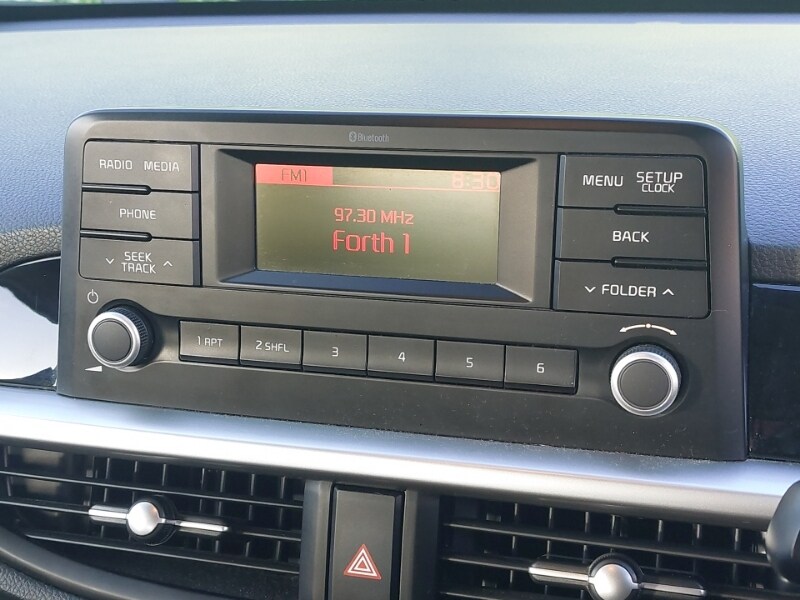 Bluetooth
RADIO MEDIA
PHONE
SEEK
TRACK
FM1 8:30
97.30 MHz
Forth 1
MENU SETUP
CLOCK
BACK
FOLDER
1 RPT 2 SHFL 3 4 5 6